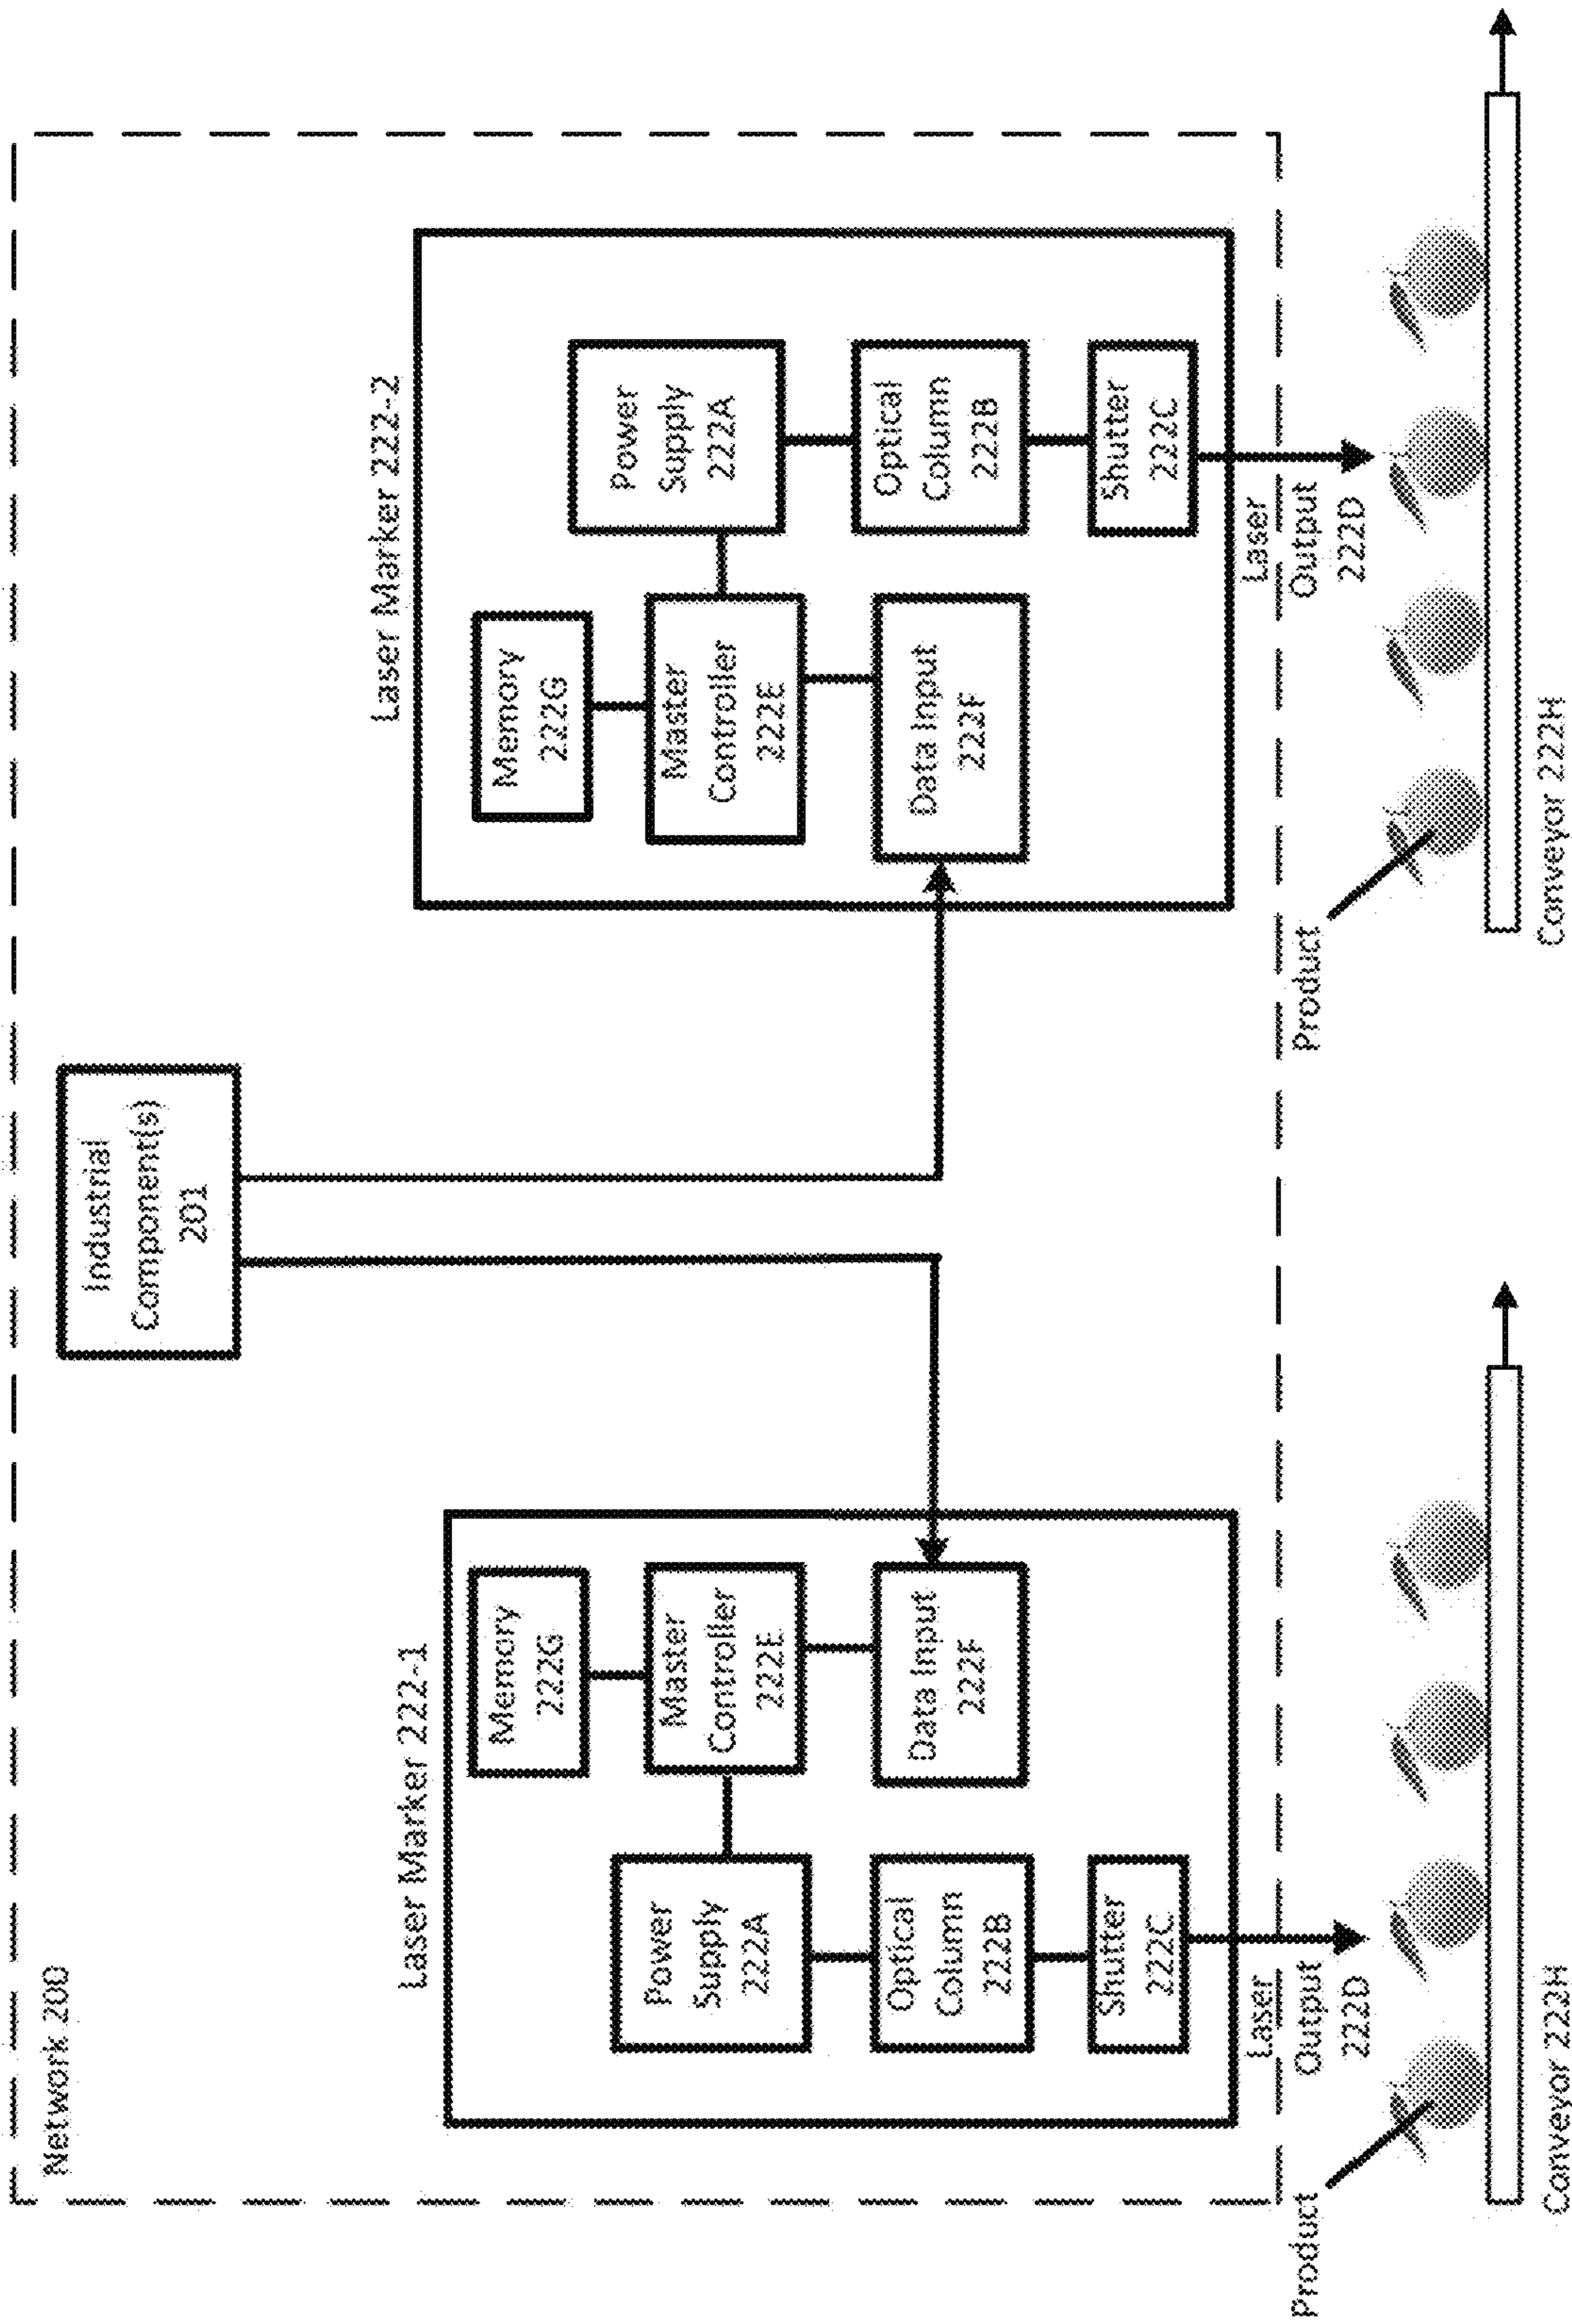 Network 200
Industrial
Component(s)
201
Laser Marker 222-1
Memory
222G
Power
Supply
222A
Master
Controller
222E
Optical
Column
222B
Data Input
222F
Shutter
222C
Laser
Output
222D
Product
Conveyor 222H
Laser Marker 222-2
Memory
222G
Master
Controller
222E
Power
Supply
222A
Data Input
222F
Optical
Column
222B
Shutter
222C
Laser
Output
222D
Product
Conveyor 222H